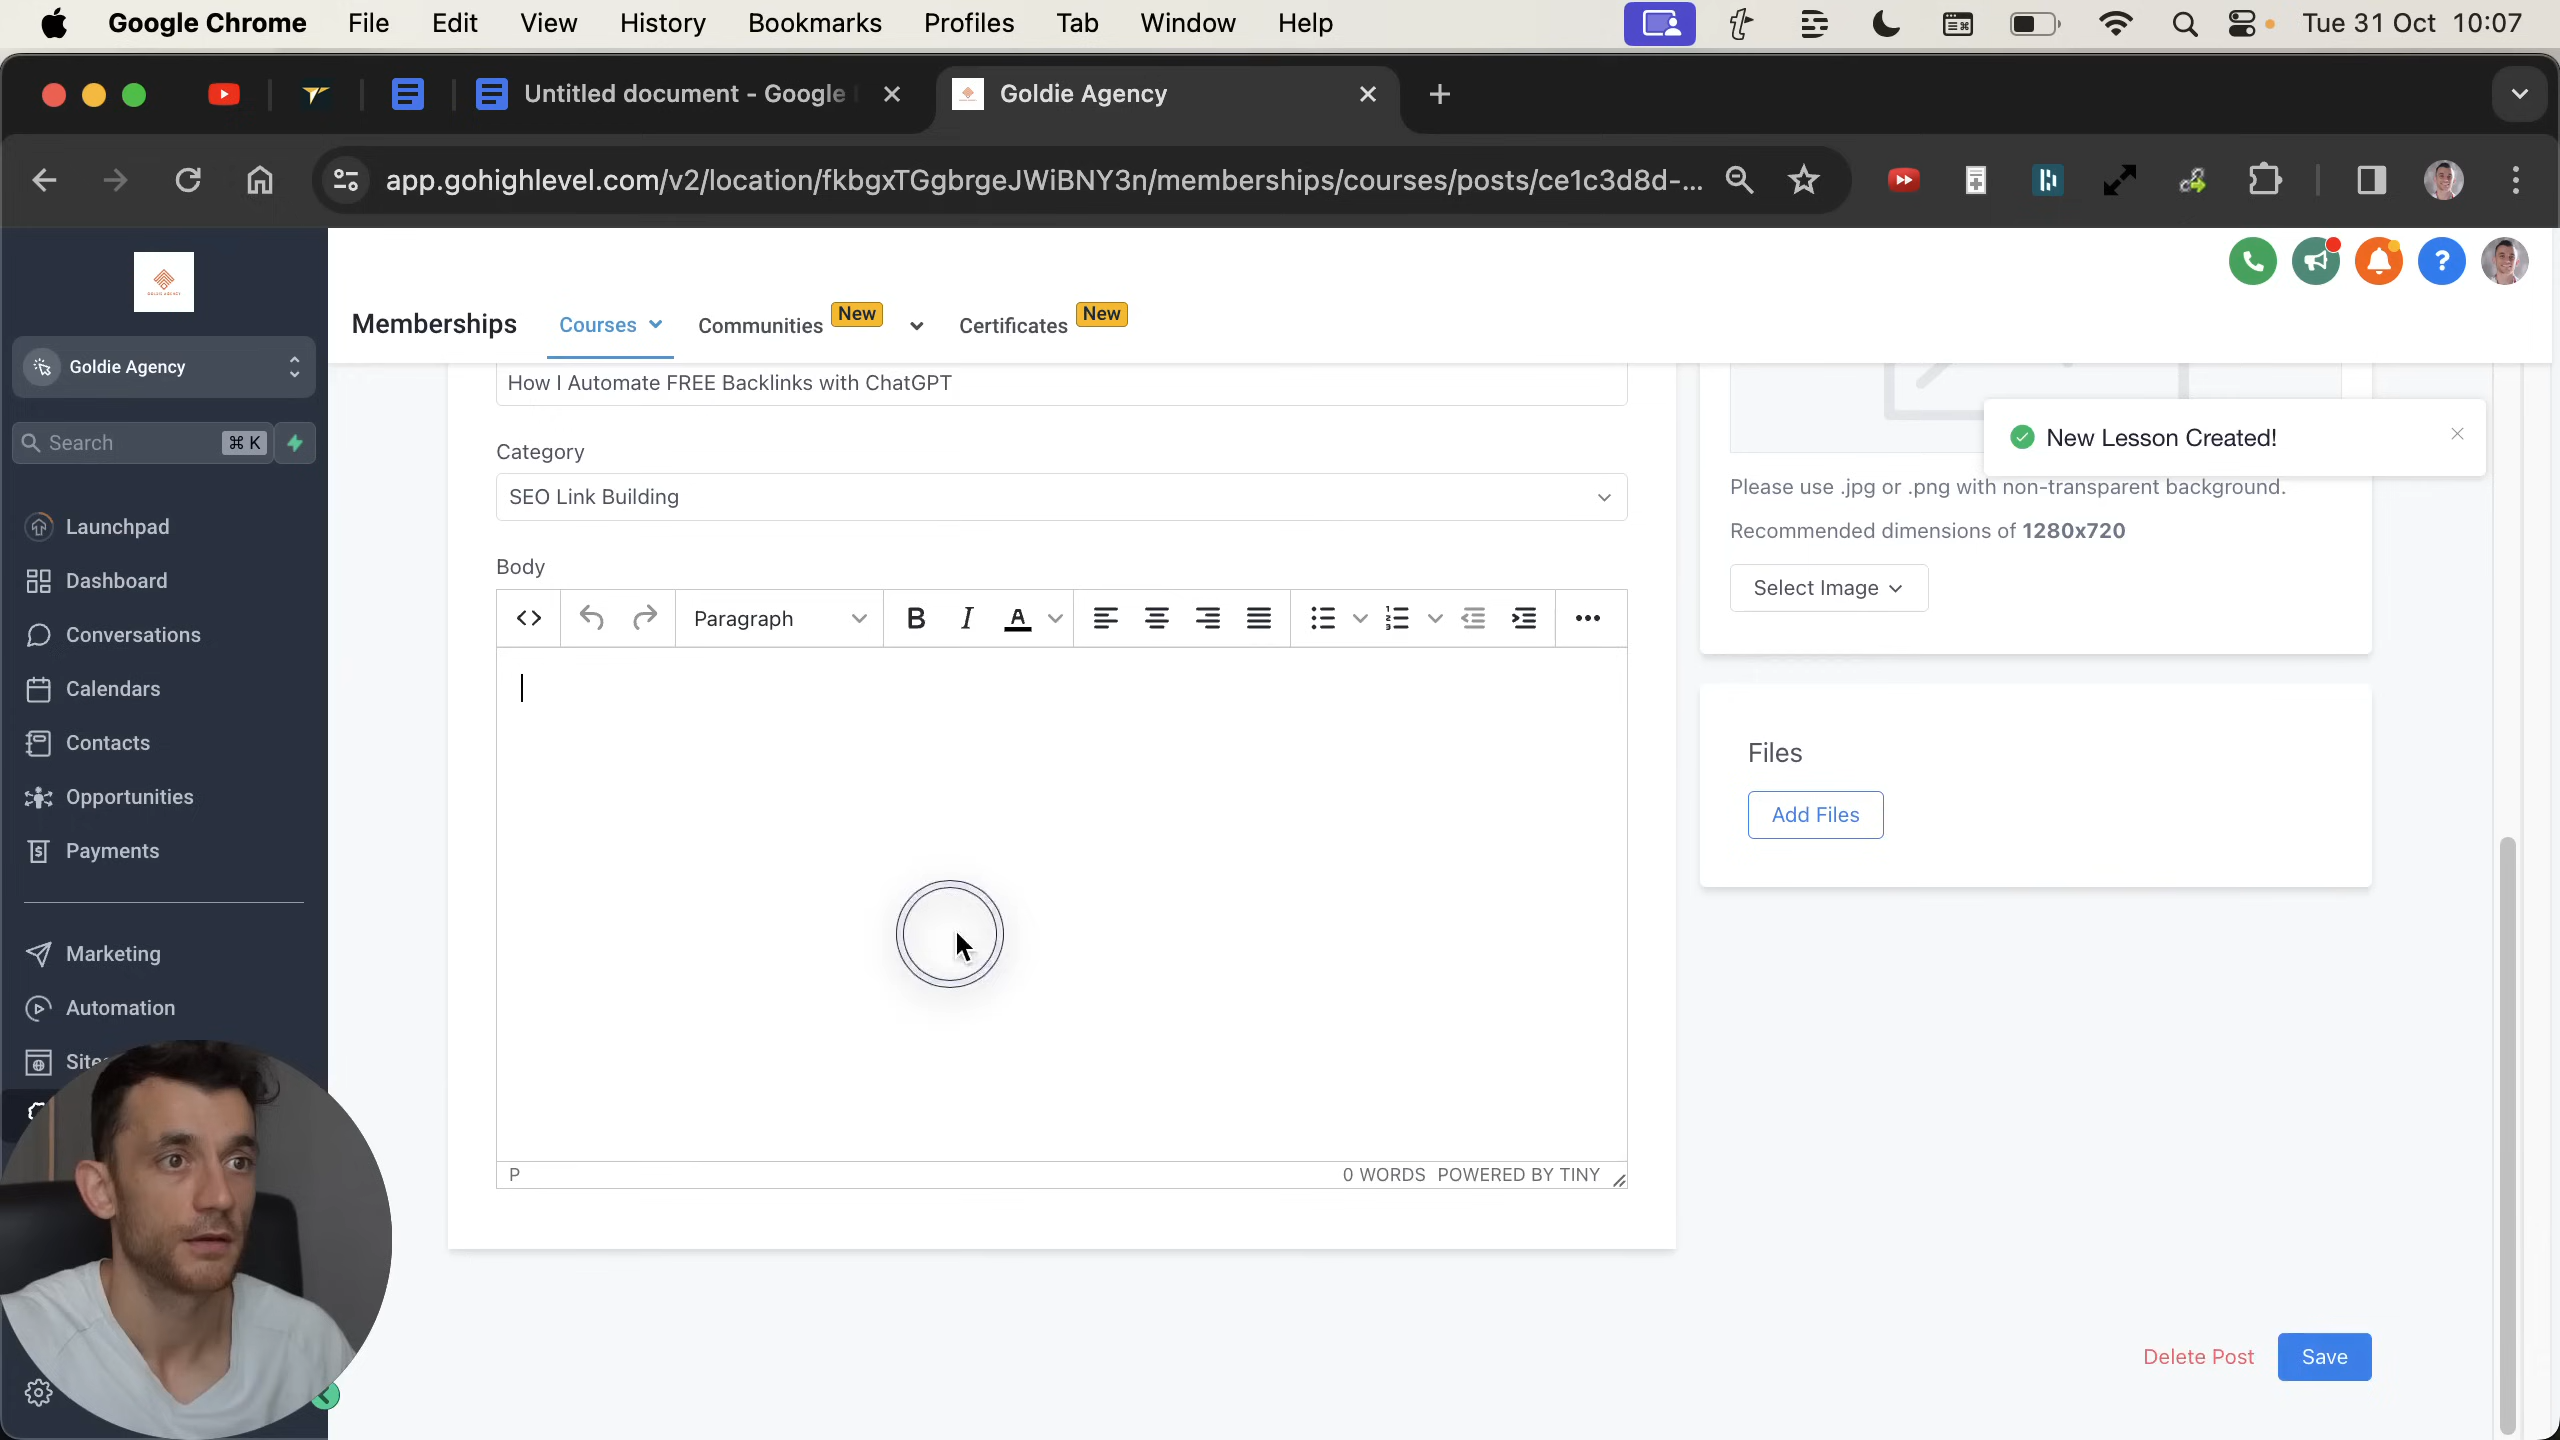 Google Chrome File Edit View History Bookmarks Profiles Tab Window Help Tue 31 Oct 10:07
Untitled document - Google
Goldie Agency
app.gohighlevel.com/v2/location/fkbgxTGgbrgeJWiBNY3n/memberships/courses/posts/ce1c3d8d-...
Goldie Agency
Search ⌘ K
Launchpad
Dashboard
Conversations
Calendars
Contacts
Opportunities
Payments
Marketing
Automation
Memberships Courses Communities New Certificates New
How I Automate FREE Backlinks with ChatGPT
Category
SEO Link Building
Body
Paragraph B I A
P
0 WORDS POWERED BY TINY
New Lesson Created!
Please use .jpg or .png with non-transparent background.
Recommended dimensions of 1280x720
Select Image
Files
Add Files
Delete Post Save